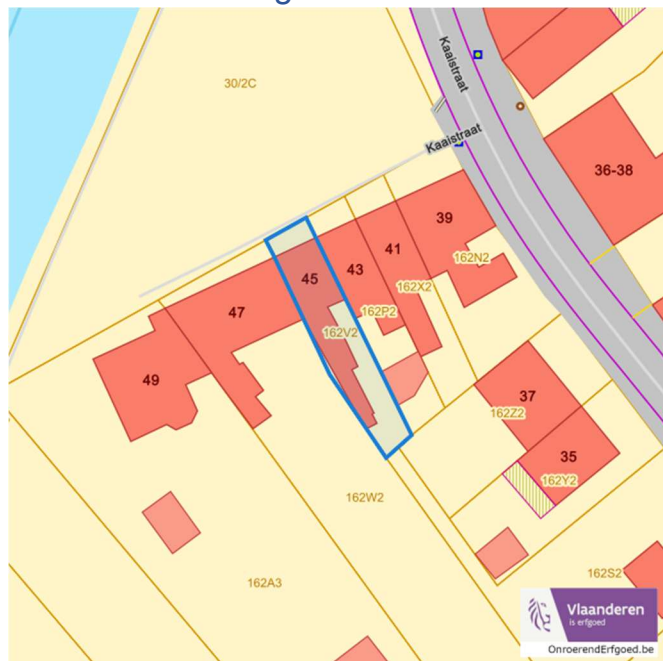 Kaaistraat
30/2C
Kaaistraat
36-38
39
41
162N2
43
45
162X2
162P2
47
162V2
49
37
162Z2
35
162Y2
162W2
162A3
162S2
Vlaanderen
is erfgoed
OnroerendErfgoed.be